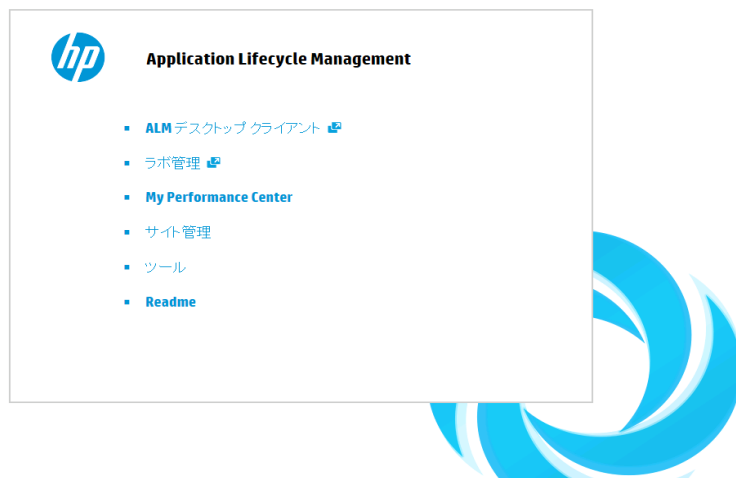 hp
Application Lifecycle Management
ALM デスクトップ クライアント
ラボ管理
My Performance Center
サイト管理
ツール
Readme